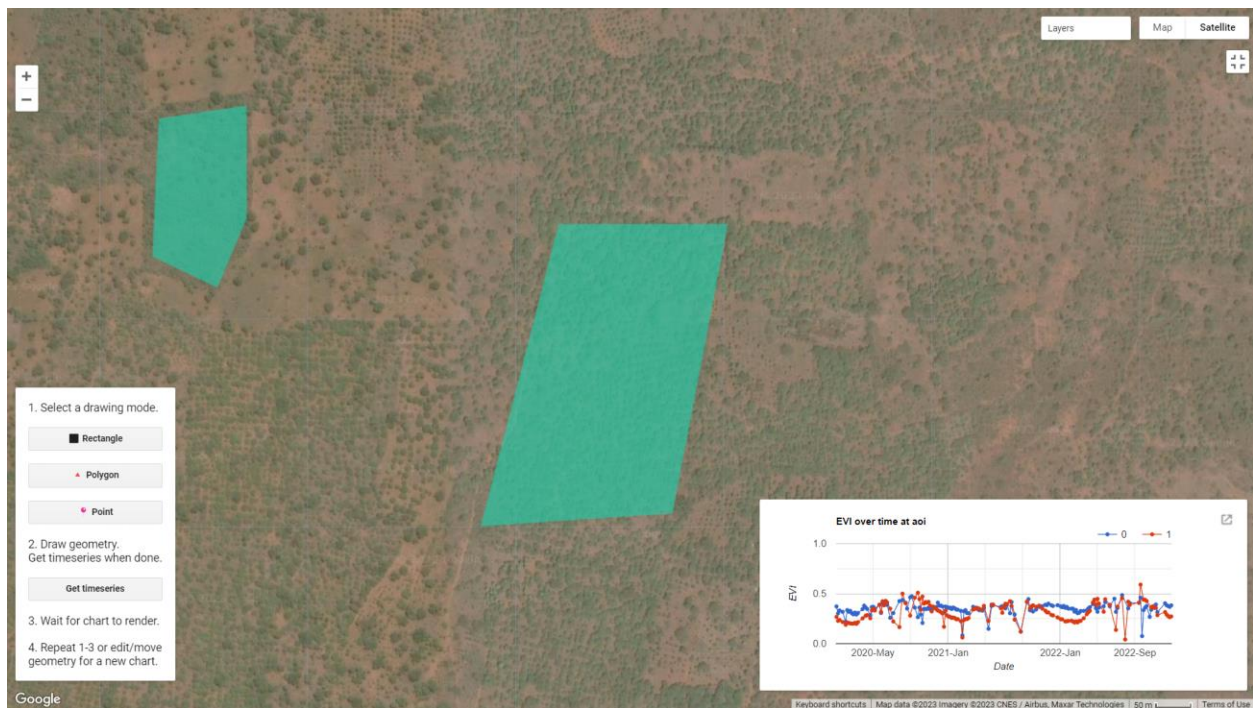 Layers
Map
Satellite
+
−
1. Select a drawing mode.
Rectangle
Polygon
Point
2. Draw geometry.
Get timeseries when done.
Get timeseries
3. Wait for chart to render.
4. Repeat 1-3 or edit/move
geometry for a new chart.
EVI over time at aoi
0
1
1.0
0.5
0.0
EVI
2020-May
2021-Jan
2022-Jan
2022-Sep
Date
Google
Keyboard shortcuts
Map data ©2023 Imagery ©2023 CNES / Airbus, Maxar Technologies
50 m
Terms of Use